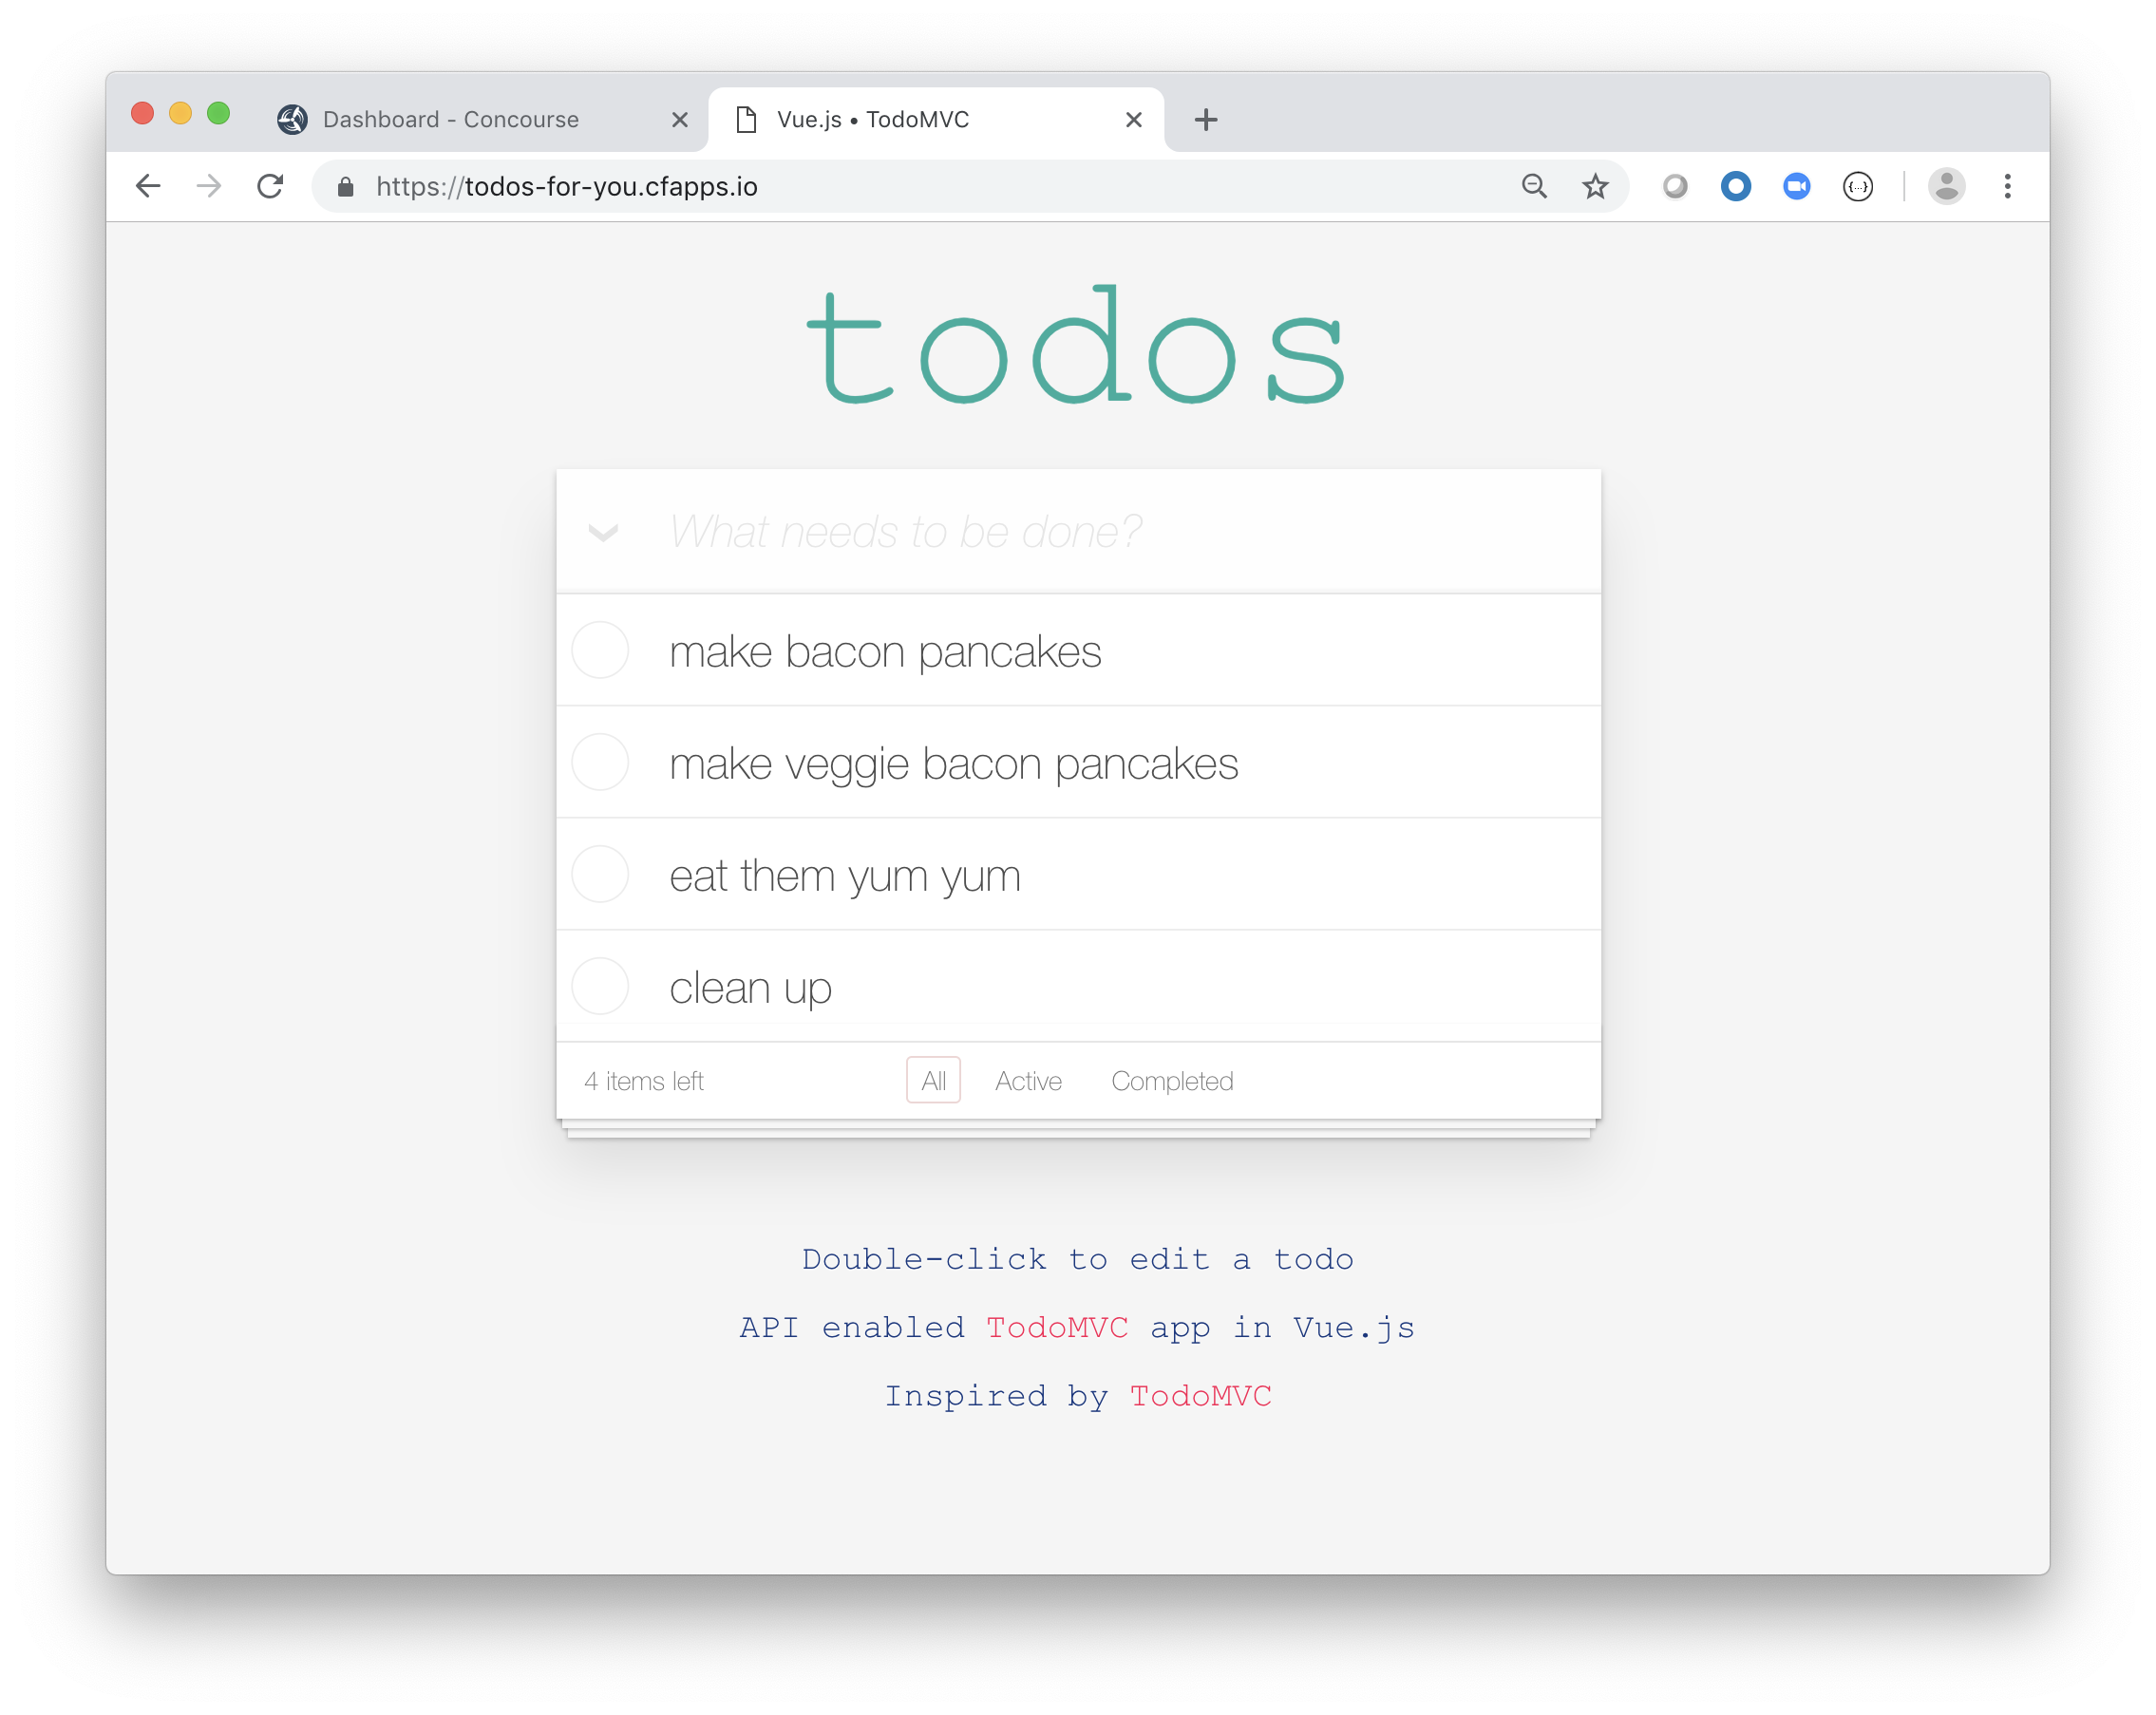 Dashboard - Concourse
Vue.js • TodoMVC
https://todos-for-you.cfapps.io
{...}
todos
What needs to be done?
make bacon pancakes
make veggie bacon pancakes
eat them yum yum
clean up
4 items left All Active Completed
Double-click to edit a todo
API enabled TodoMVC app in Vue.js
Inspired by TodoMVC